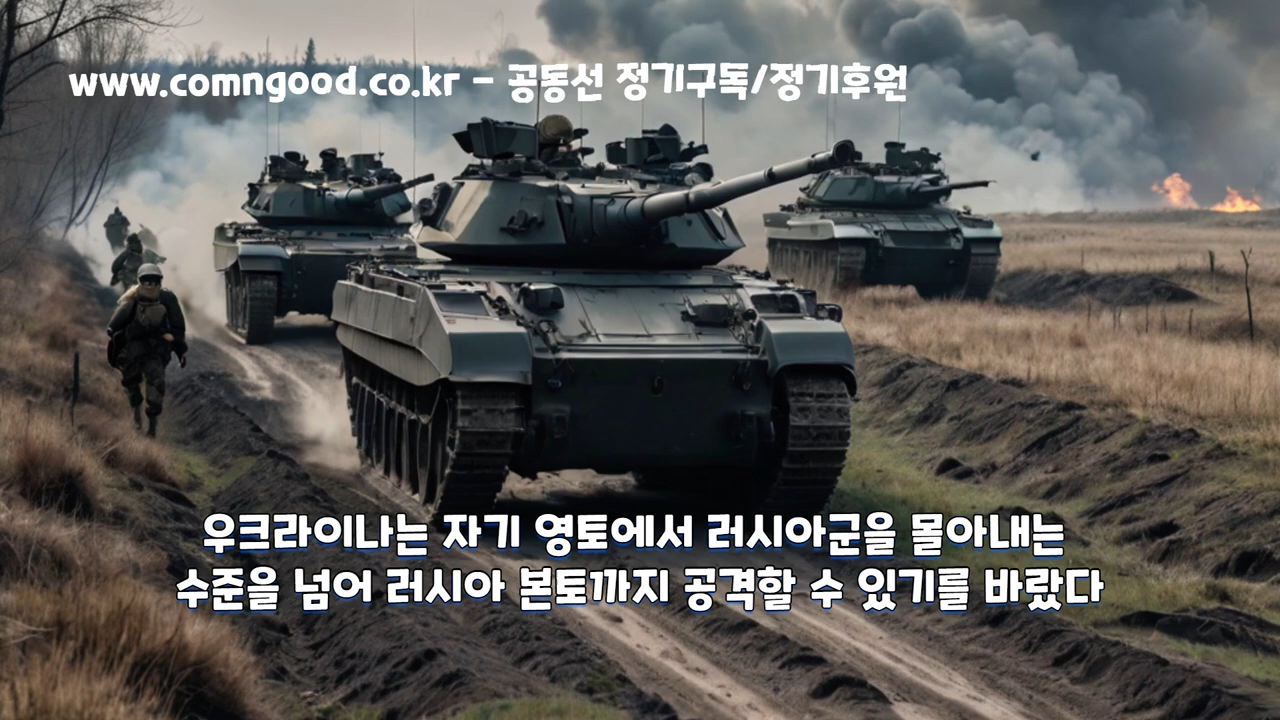 www.comngood.co.kr - 공동선 정기구독/정기후원
우크라이나는 자기 영토에서 러시아군을 몰아내는
수준을 넘어 러시아 본토까지 공격할 수 있기를 바랐다